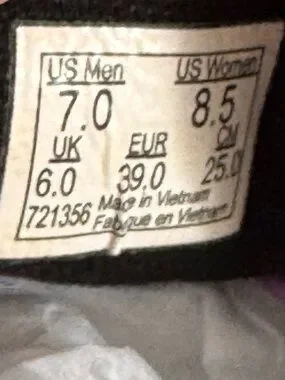 US Men US Women
7.0 8.5
UK EUR CM
6.0 39.0 25.0
721356 Made in Vietnam
Fabrique en Vietnam